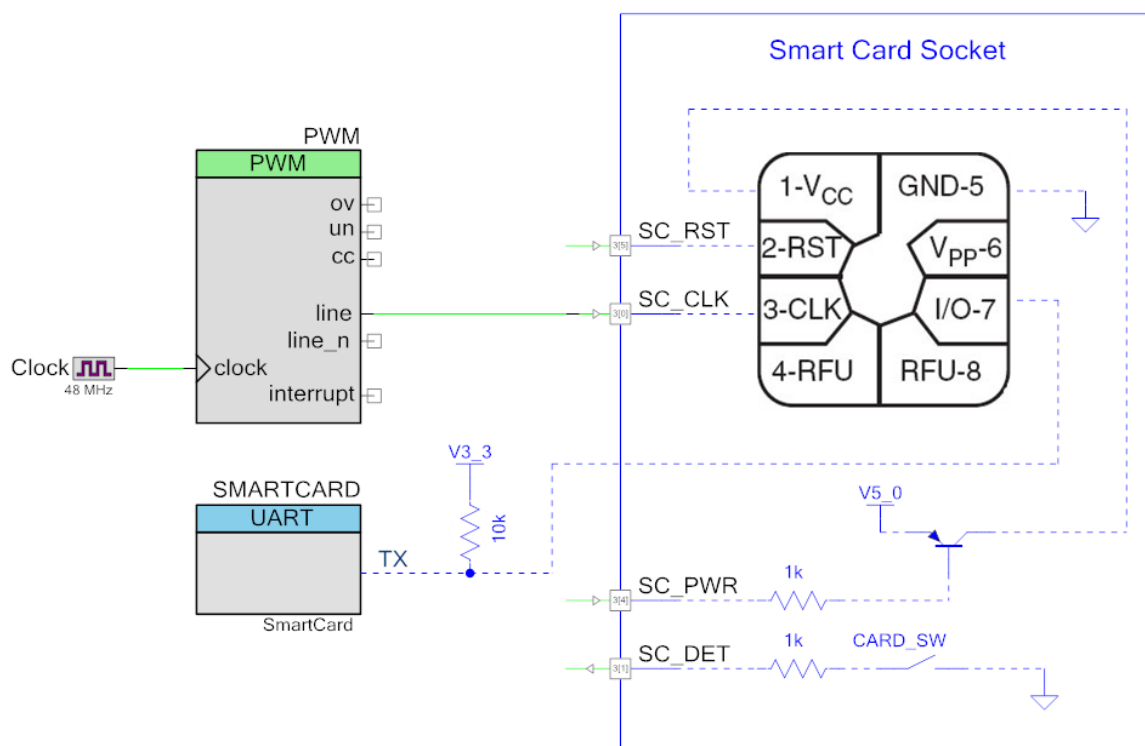 Smart Card Socket
PWM
PWM
ov
un
cc
line
line_n
clock
interrupt
Clock
48 MHz
SC_RST
3[5]
SC_CLK
3[0]
1-VCC
GND-5
2-RST
VPP-6
3-CLK
I/O-7
4-RFU
RFU-8
V3_3
10k
SMARTCARD
UART
TX
SmartCard
V5_0
SC_PWR
3[4]
1k
SC_DET
3[1]
1k
CARD_SW